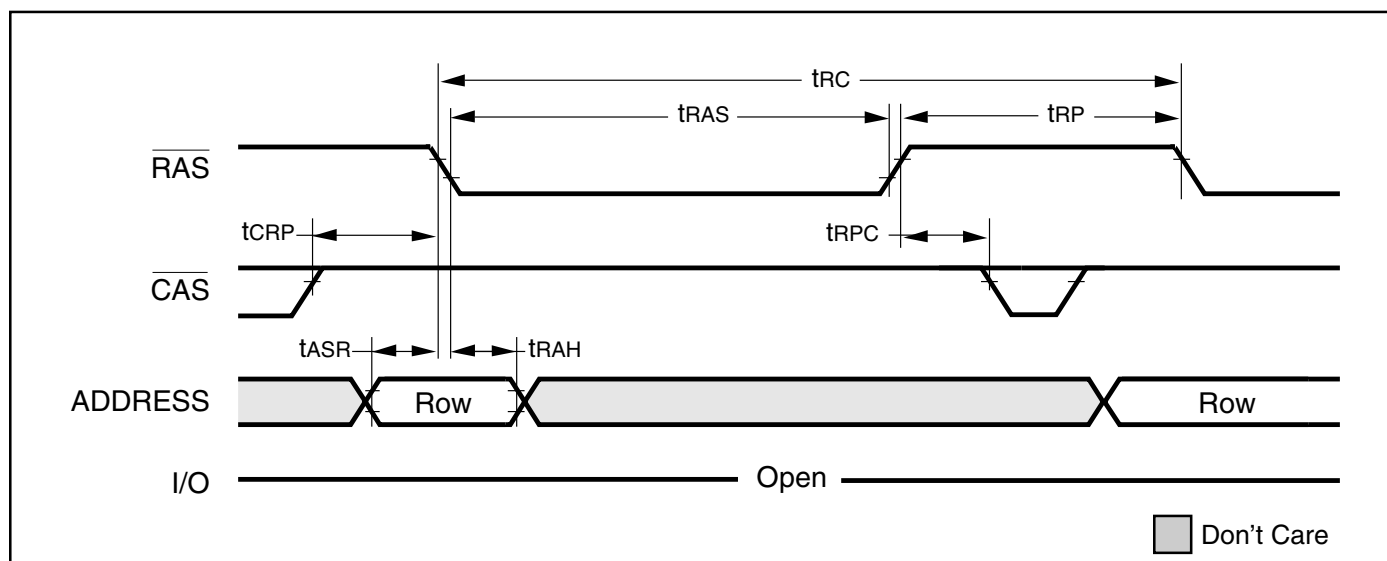 tRC
tRAS
tRP
RAS
tCRP
tRPC
CAS
tASR
tRAH
ADDRESS
Row
Row
I/O
Open
Don't Care